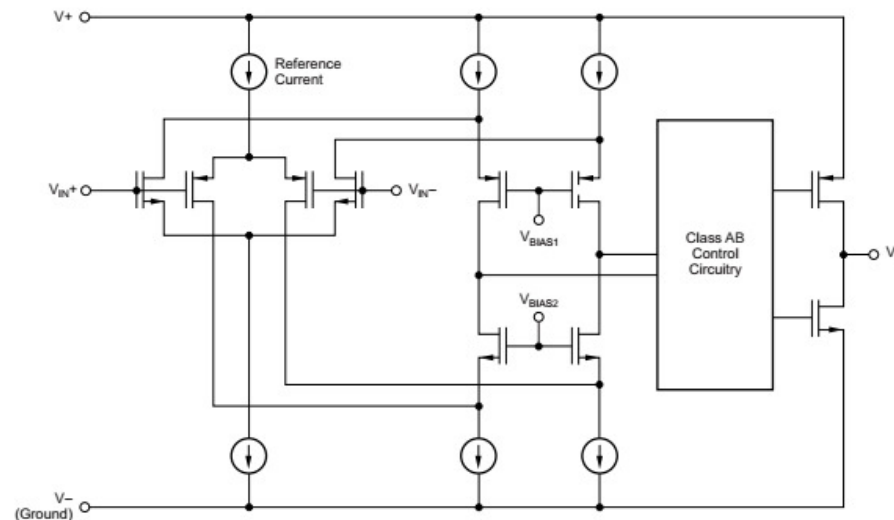 V+
Reference
Current
VIN+
VIN−
VBIAS1
Class AB
Control
Circuitry
V
VBIAS2
V−
(Ground)